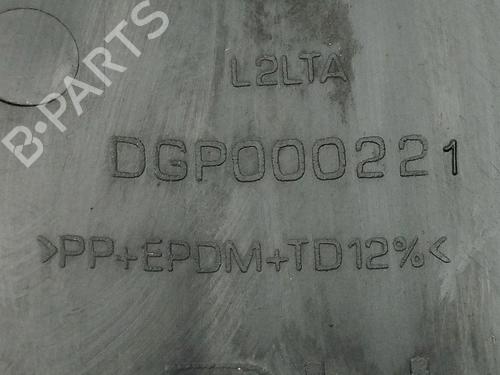 B-PARTS
L2LTA
DGP000221
>PP+EPDM+TD12%<